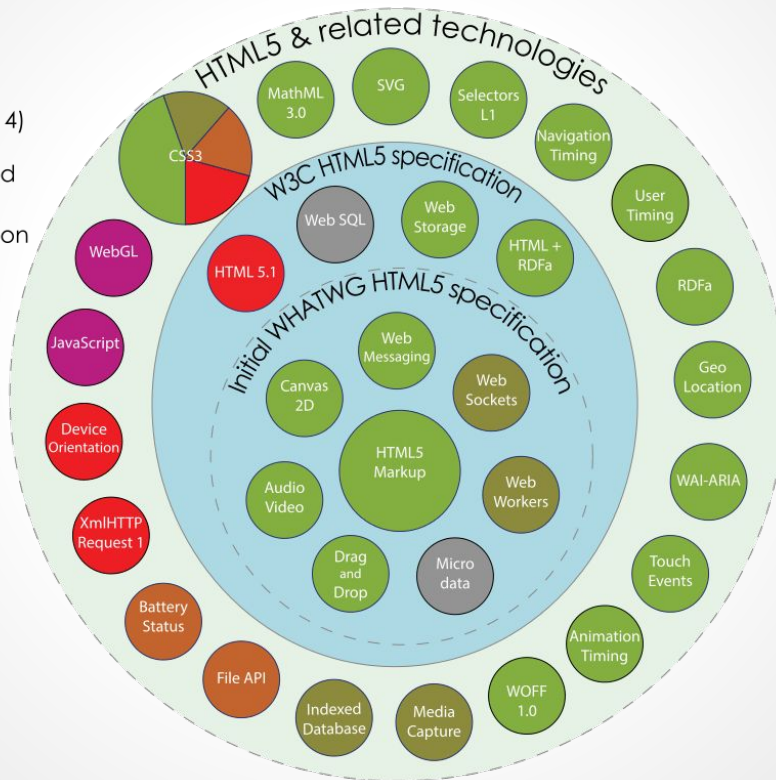 HTML5 & related technologies
4)
d
on
CSS3
MathML
3.0
SVG
Selectors
L1
Navigation
Timing
User
Timing
RDFa
Geo
Location
WAI-ARIA
Touch
Events
Animation
Timing
WOFF
1.0
Media
Capture
Indexed
Database
File API
Battery
Status
XmlHTTP
Request 1
Device
Orientation
JavaScript
WebGL
W3C HTML5 specification
HTML 5.1
Web SQL
Web
Storage
HTML +
RDFa
Initial WHATWG HTML5 specification
Web
Messaging
Canvas
2D
Web
Sockets
HTML5
Markup
Audio
Video
Web
Workers
Drag
and
Drop
Micro
data